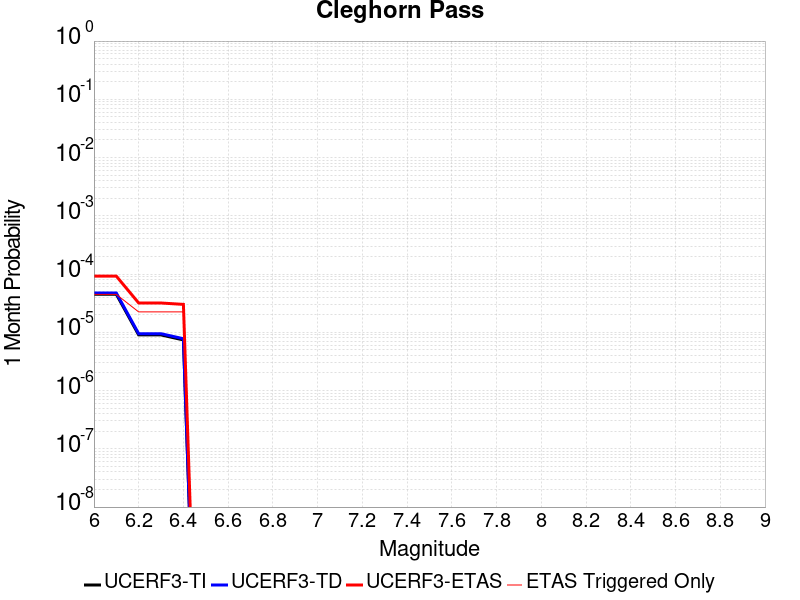 Cleghorn Pass
10^0
10^-1
10^-2
10^-3
10^-4
10^-5
10^-6
10^-7
10^-8
1 Month Probability
6 6.2 6.4 6.6 6.8 7 7.2 7.4 7.6 7.8 8 8.2 8.4 8.6 8.8 9
Magnitude
UCERF3-TI UCERF3-TD UCERF3-ETAS ETAS Triggered Only